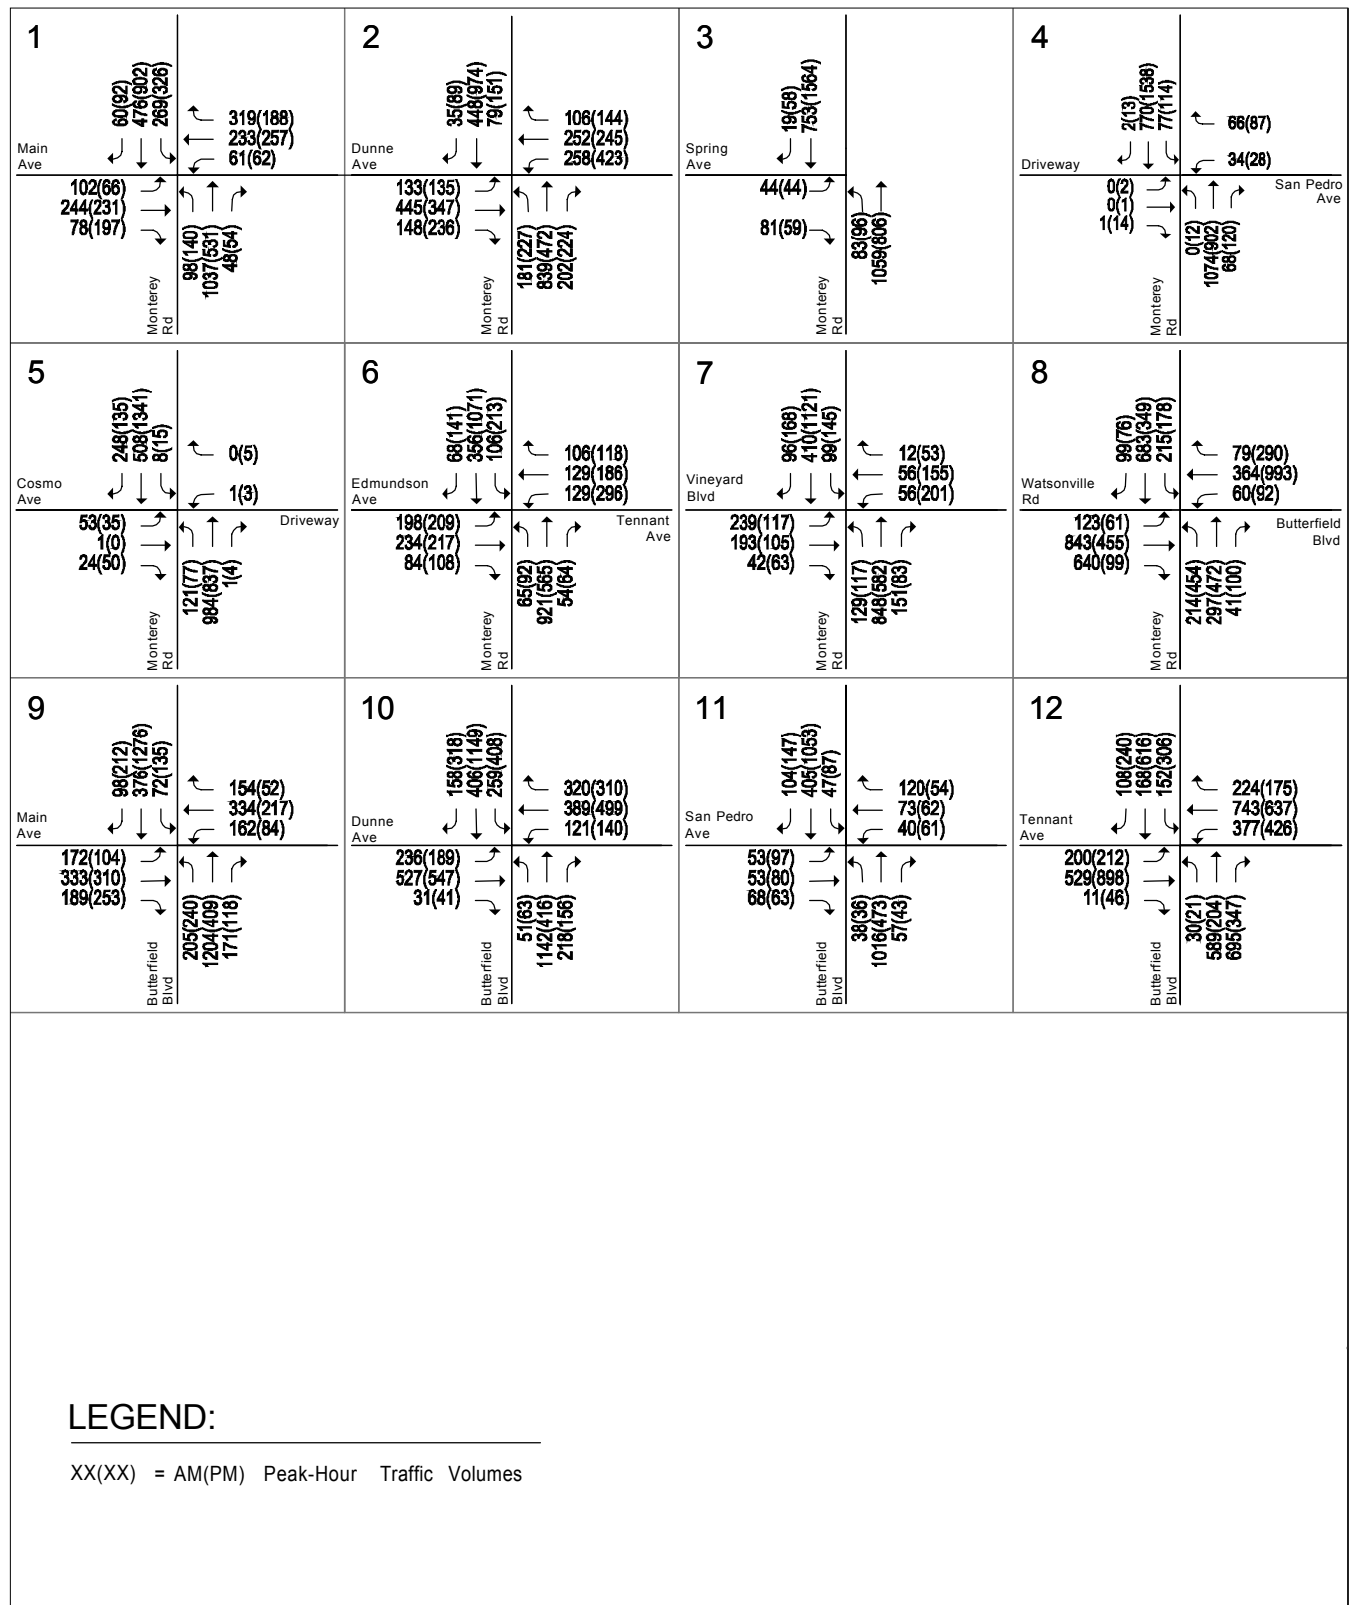 1
60(92)
476(902)
269(326)
319(188)
233(257)
61(62)
Main
Ave
102(66)
244(231)
78(197)
98(140)
1037(531)
48(54)
Monterey
Rd
2
35(89)
448(974)
79(151)
106(144)
252(245)
258(423)
Dunne
Ave
133(135)
445(347)
148(236)
181(227)
839(472)
202(224)
Monterey
Rd
3
19(58)
753(1564)
Spring
Ave
44(44)
81(59)
83(96)
1059(806)
Monterey
Rd
4
2(13)
770(1538)
77(114)
66(87)
34(28)
Driveway
San Pedro
Ave
0(2)
0(1)
1(14)
0(12)
1074(902)
68(120)
Monterey
Rd
5
248(135)
508(1341)
8(15)
0(5)
1(3)
Cosmo
Ave
Driveway
53(35)
1(0)
24(50)
121(77)
984(837)
1(4)
Monterey
Rd
6
68(141)
356(1071)
106(213)
106(118)
129(186)
129(296)
Edmundson
Ave
Tennant
Ave
198(209)
234(217)
84(108)
65(92)
921(565)
54(64)
Monterey
Rd
7
96(168)
410(1121)
99(145)
12(53)
56(155)
56(201)
Vineyard
Blvd
239(117)
193(105)
42(63)
129(117)
848(582)
151(83)
Monterey
Rd
8
99(76)
683(349)
215(178)
79(290)
364(993)
60(92)
Watsonville
Rd
Butterfield
Blvd
123(61)
843(455)
640(99)
214(454)
297(472)
41(100)
Monterey
Rd
9
98(212)
376(1276)
72(135)
154(52)
334(217)
162(84)
Main
Ave
172(104)
333(310)
189(253)
205(240)
1204(409)
171(118)
Butterfield
Blvd
10
158(318)
406(1149)
259(408)
320(310)
389(499)
121(140)
Dunne
Ave
236(189)
527(547)
31(41)
51(63)
1142(416)
218(156)
Butterfield
Blvd
11
104(147)
405(1053)
47(87)
120(54)
73(62)
40(61)
San Pedro
Ave
53(97)
53(80)
68(63)
38(36)
1016(473)
57(43)
Butterfield
Blvd
12
108(240)
168(616)
152(306)
224(175)
743(637)
377(426)
Tennant
Ave
200(212)
529(898)
11(46)
30(21)
589(204)
695(347)
Butterfield
Blvd
LEGEND:
XX(XX) = AM(PM) Peak-Hour Traffic Volumes